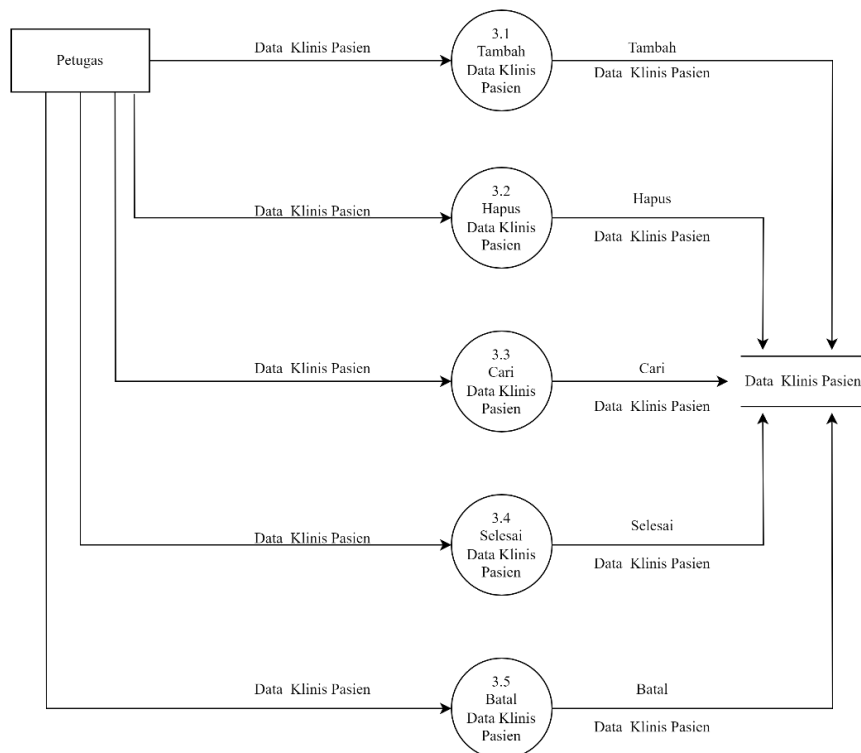 Petugas
Data Klinis Pasien
3.1
Tambah
Data Klinis
Pasien
Tambah
Data Klinis Pasien
Data Klinis Pasien
3.2
Hapus
Data Klinis
Pasien
Hapus
Data Klinis Pasien
Data Klinis Pasien
3.3
Cari
Data Klinis
Pasien
Cari
Data Klinis Pasien
Data Klinis Pasien
Data Klinis Pasien
3.4
Selesai
Data Klinis
Pasien
Selesai
Data Klinis Pasien
Data Klinis Pasien
3.5
Batal
Data Klinis
Pasien
Batal
Data Klinis Pasien